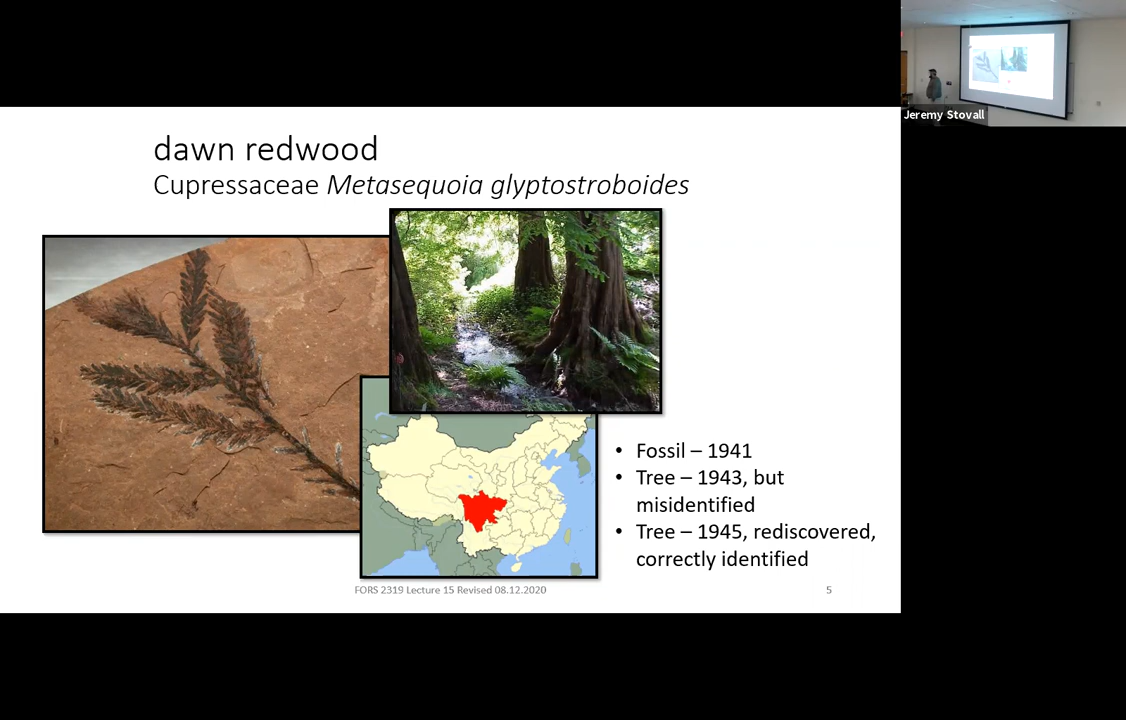 Jeremy Stovall
dawn redwood
Cupressaceae Metasequoia glyptostroboides
• Fossil – 1941
• Tree – 1943, but
misidentified
• Tree – 1945, rediscovered,
correctly identified
FORS 2319 Lecture 15 Revised 08.12.2020
5